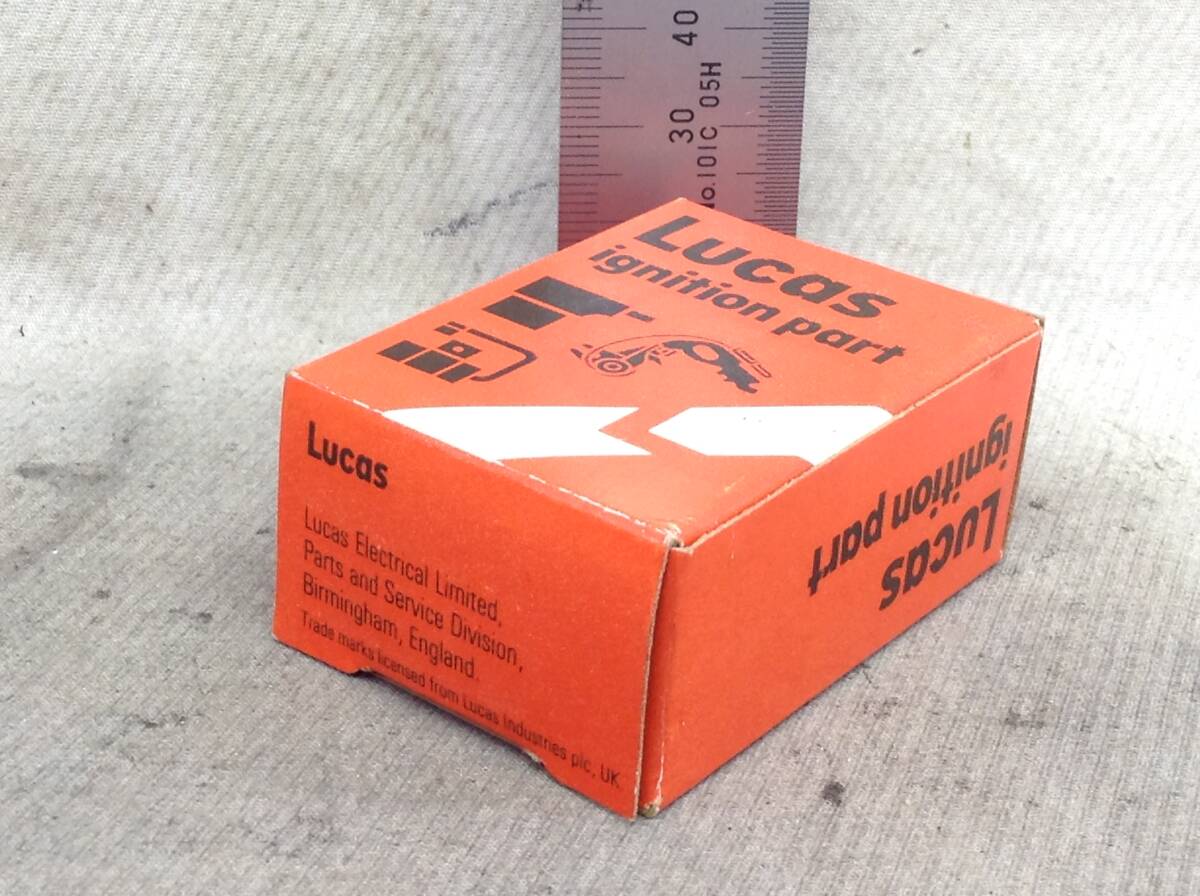 40
30
No.101C 05H
Lucas
ignition part
Lucas
Lucas Electrical Limited,
Parts and Service Division,
Birmingham, England.
Trade marks licensed from Lucas Industries plc, UK
Lucas
ignition part